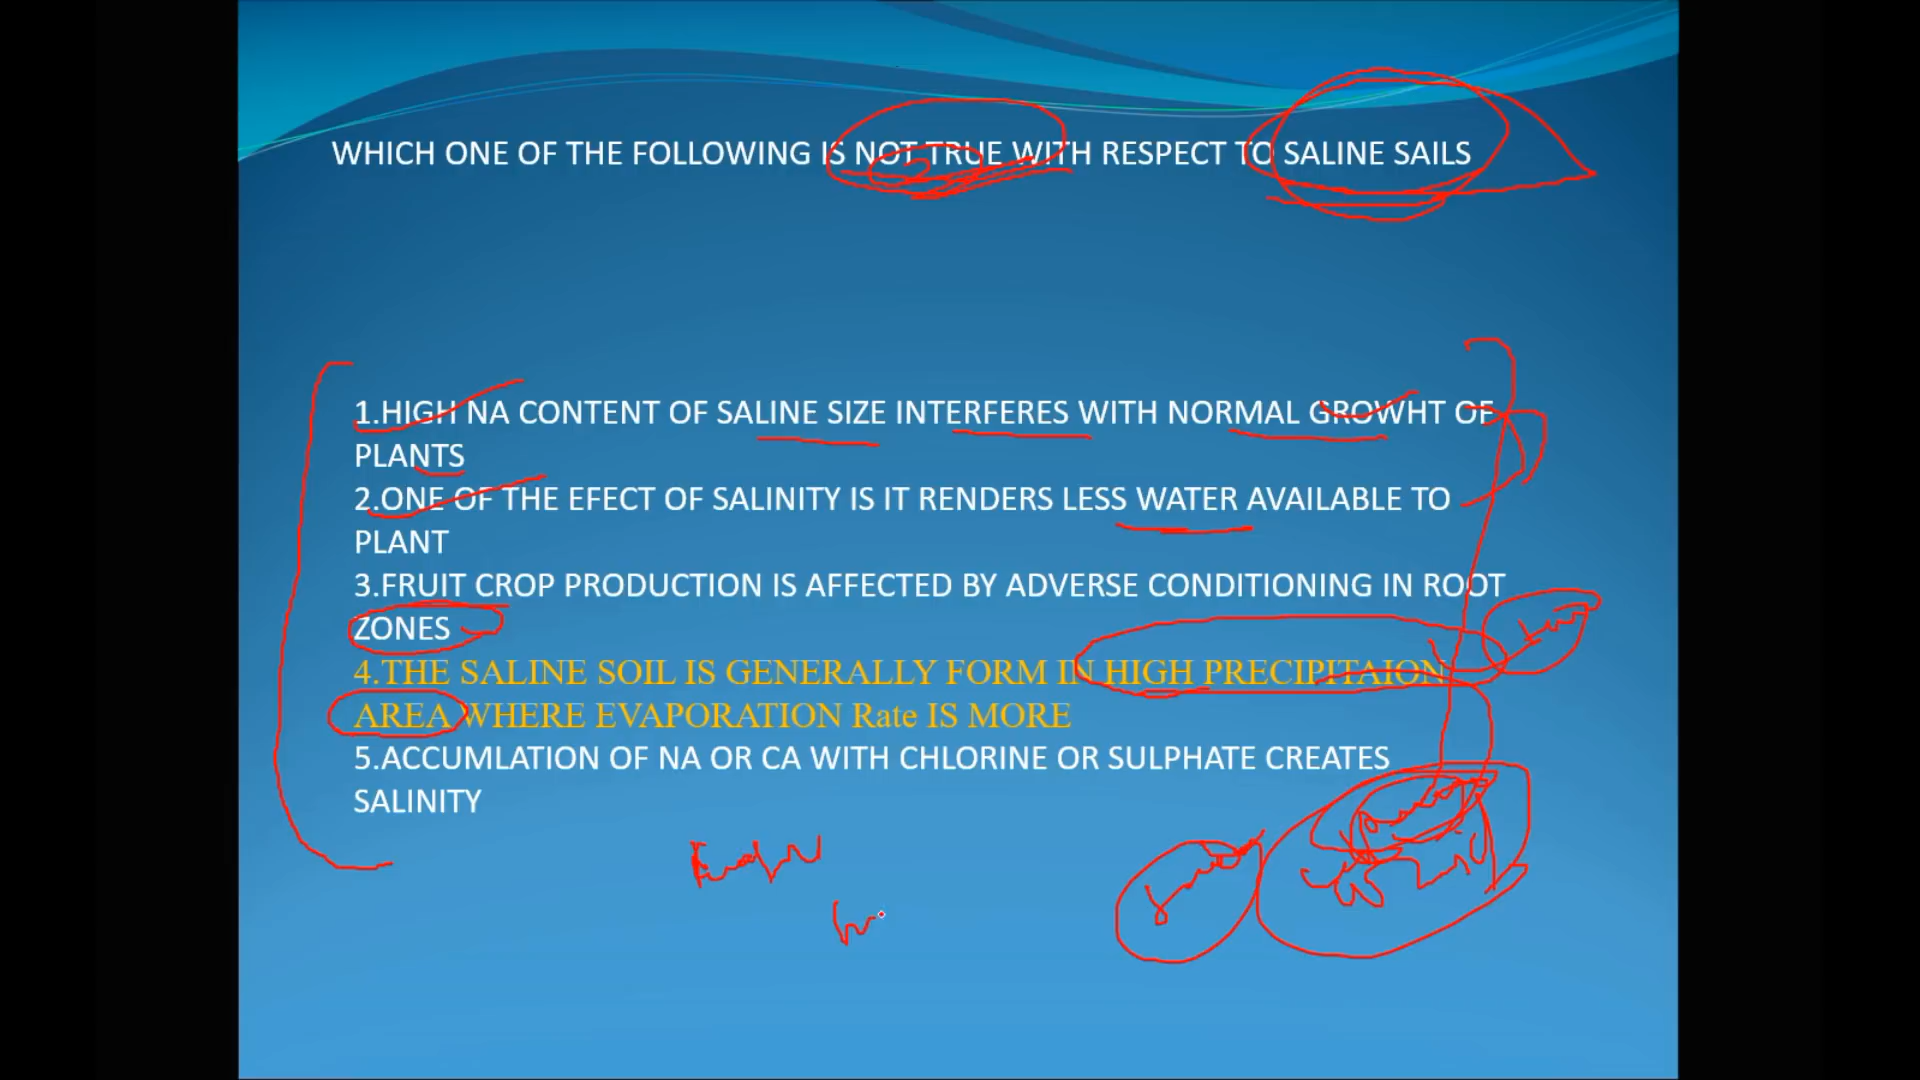 WHICH ONE OF THE FOLLOWING IS NOT TRUE WITH RESPECT TO SALINE SAILS
1.HIGH NA CONTENT OF SALINE SIZE INTERFERES WITH NORMAL GROWHT OF
PLANTS
2.ONE OF THE EFECT OF SALINITY IS IT RENDERS LESS WATER AVAILABLE TO
PLANT
3.FRUIT CROP PRODUCTION IS AFFECTED BY ADVERSE CONDITIONING IN ROOT
ZONES
4.THE SALINE SOIL IS GENERALLY FORM IN HIGH PRECIPITAION
AREA WHERE EVAPORATION Rate IS MORE
5.ACCUMLATION OF NA OR CA WITH CHLORINE OR SULPHATE CREATES
SALINITY